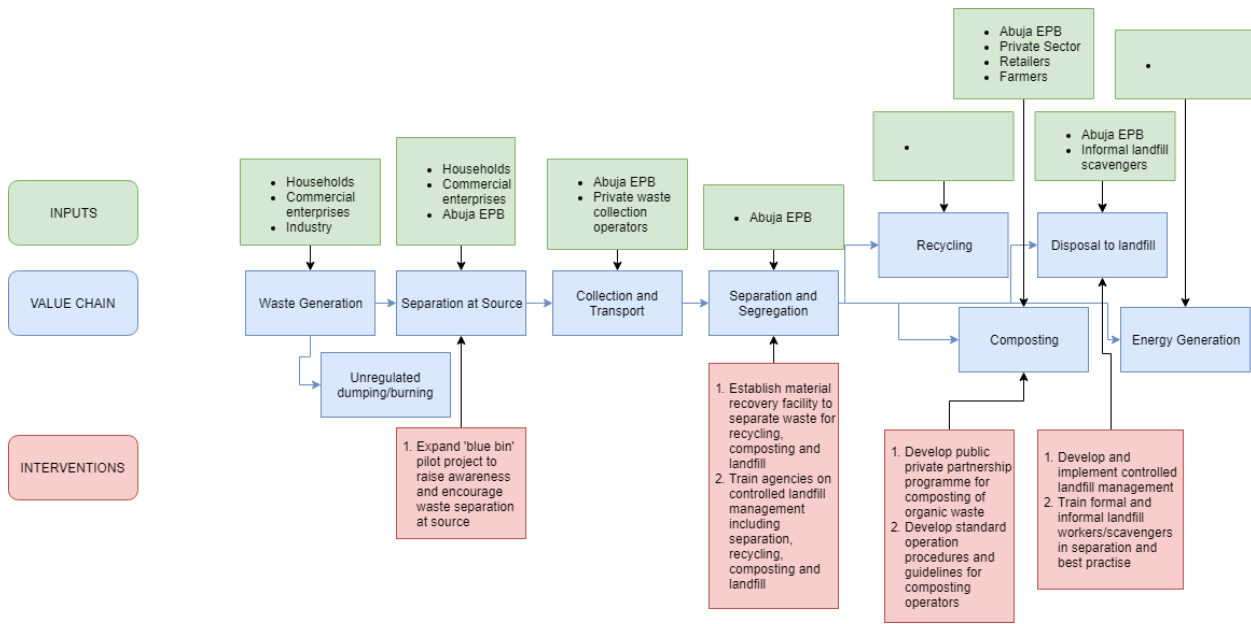 • Abuja EPB
• Private Sector
• Retailers
• Farmers
•
•
• Abuja EPB
• Informal landfill
scavengers
• Households
• Commercial
enterprises
• Industry
• Households
• Commercial
enterprises
• Abuja EPB
• Abuja EPB
• Private waste
collection
operators
• Abuja EPB
INPUTS
Recycling
Disposal to landfill
VALUE CHAIN
Waste Generation
Separation at Source
Collection and
Transport
Separation and
Segregation
Composting
Energy Generation
Unregulated
dumping/burning
INTERVENTIONS
1. Expand 'blue bin'
pilot project to
raise awareness
and encourage
waste separation
at source
1. Establish material
recovery facility to
separate waste for
recycling,
composting and
landfill
2. Train agencies on
controlled landfill
management
including
separation,
recycling,
composting and
landfill
1. Develop public
private partnership
programme for
composting of
organic waste
2. Develop standard
operation
procedures and
guidelines for
composting
operators
1. Develop and
implement controlled
landfill management
2. Train formal and
informal landfill
workers/scavengers
in separation and
best practise